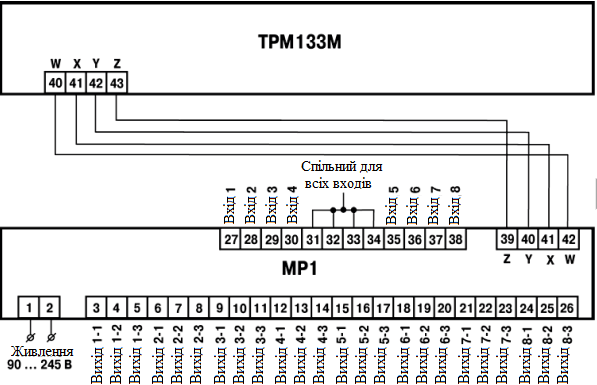 ТРМ133М
W X Y Z
40 41 42 43
Спільний для
всіх входів
Вхід 1
Вхід 2
Вхід 3
Вхід 4
Вхід 5
Вхід 6
Вхід 7
Вхід 8
27 28 29 30 31 32 33 34 35 36 37 38 39 40 41 42
Z Y X W
МР1
1 2 3 4 5 6 7 8 9 10 11 12 13 14 15 16 17 18 19 20 21 22 23 24 25 26
Живлення
90 ... 245 В
Вихід 1-1
Вихід 1-2
Вихід 1-3
Вихід 2-1
Вихід 2-2
Вихід 2-3
Вихід 3-1
Вихід 3-2
Вихід 3-3
Вихід 4-1
Вихід 4-2
Вихід 4-3
Вихід 5-1
Вихід 5-2
Вихід 5-3
Вихід 6-1
Вихід 6-2
Вихід 6-3
Вихід 7-1
Вихід 7-2
Вихід 7-3
Вихід 8-1
Вихід 8-2
Вихід 8-3